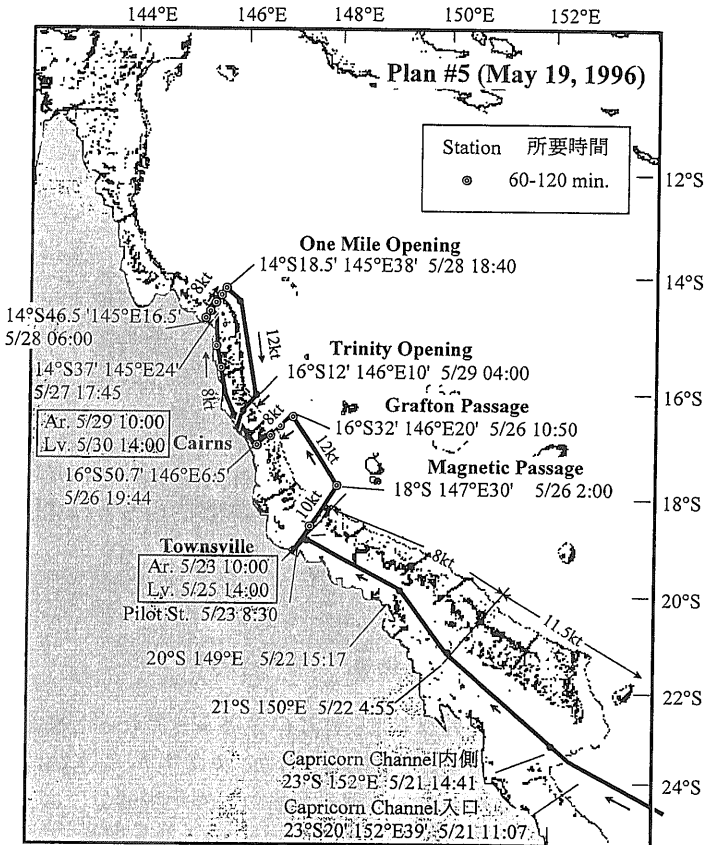 144°E 146°E 148°E 150°E 152°E
Plan #5 (May 19, 1996)
Station 所要時間
60-120 min.
12°S
One Mile Opening
14°S18.5' 145°E38' 5/28 18:40
14°S
8kt
14°S46.5 '145°E16.5'
5/28 06:00
12kt
14°S37' 145°E24'
5/27 17:45
Trinity Opening
16°S12' 146°E10' 5/29 04:00
8kt
Ar. 5/29 10:00
Lv. 5/30 14:00
Cairns
8kt
Grafton Passage
16°S
16°S32' 146°E20' 5/26 10:50
12kt
16°S50.7' 146°E6.5'
5/26 19:44
Magnetic Passage
18°S 147°E30' 5/26 2:00
18°S
10kt
Townsville
Ar. 5/23 10:00
Lv. 5/25 14:00
Pilot St. 5/23 8:30
8kt
11.5kt
20°S
20°S 149°E 5/22 15:17
21°S 150°E 5/22 4:55
22°S
Capricorn Channel内側
23°S 152°E 5/21 14:41
24°S
Capricorn Channel入口
23°S20' 152°E39' 5/21 11:07